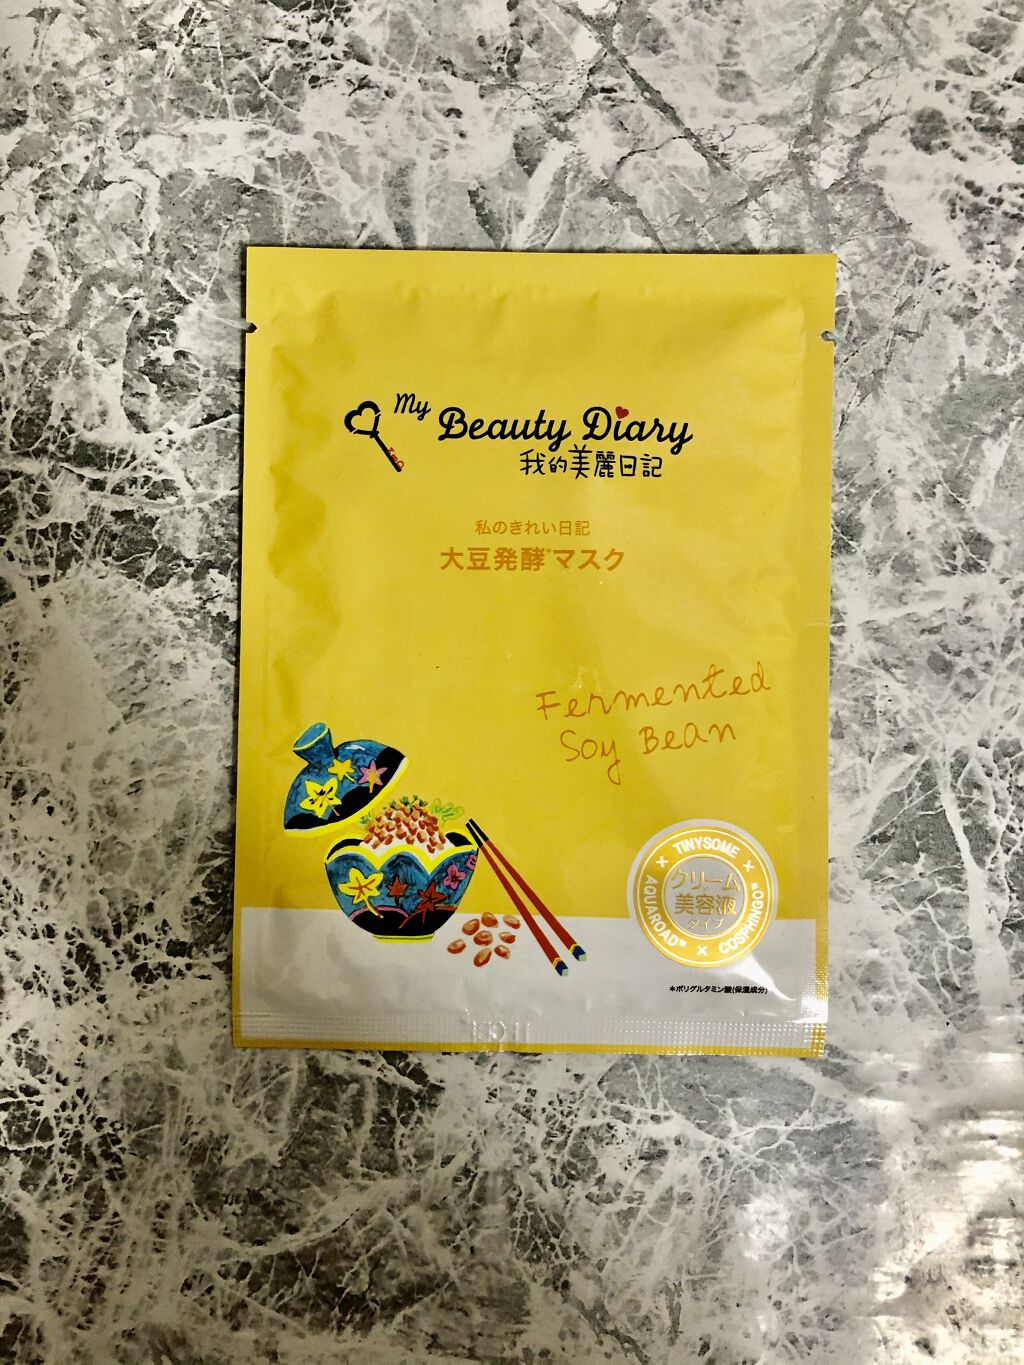 My
Beauty Diary
我的美麗日記
私のきれい日記
大豆発酵*マスク
Fermented
Soy Bean
TINYSOME
クリーム
美容液
タイプ
AQUAROAD™ × COSPHINGO™
*ポリグルタミン酸(保湿成分)